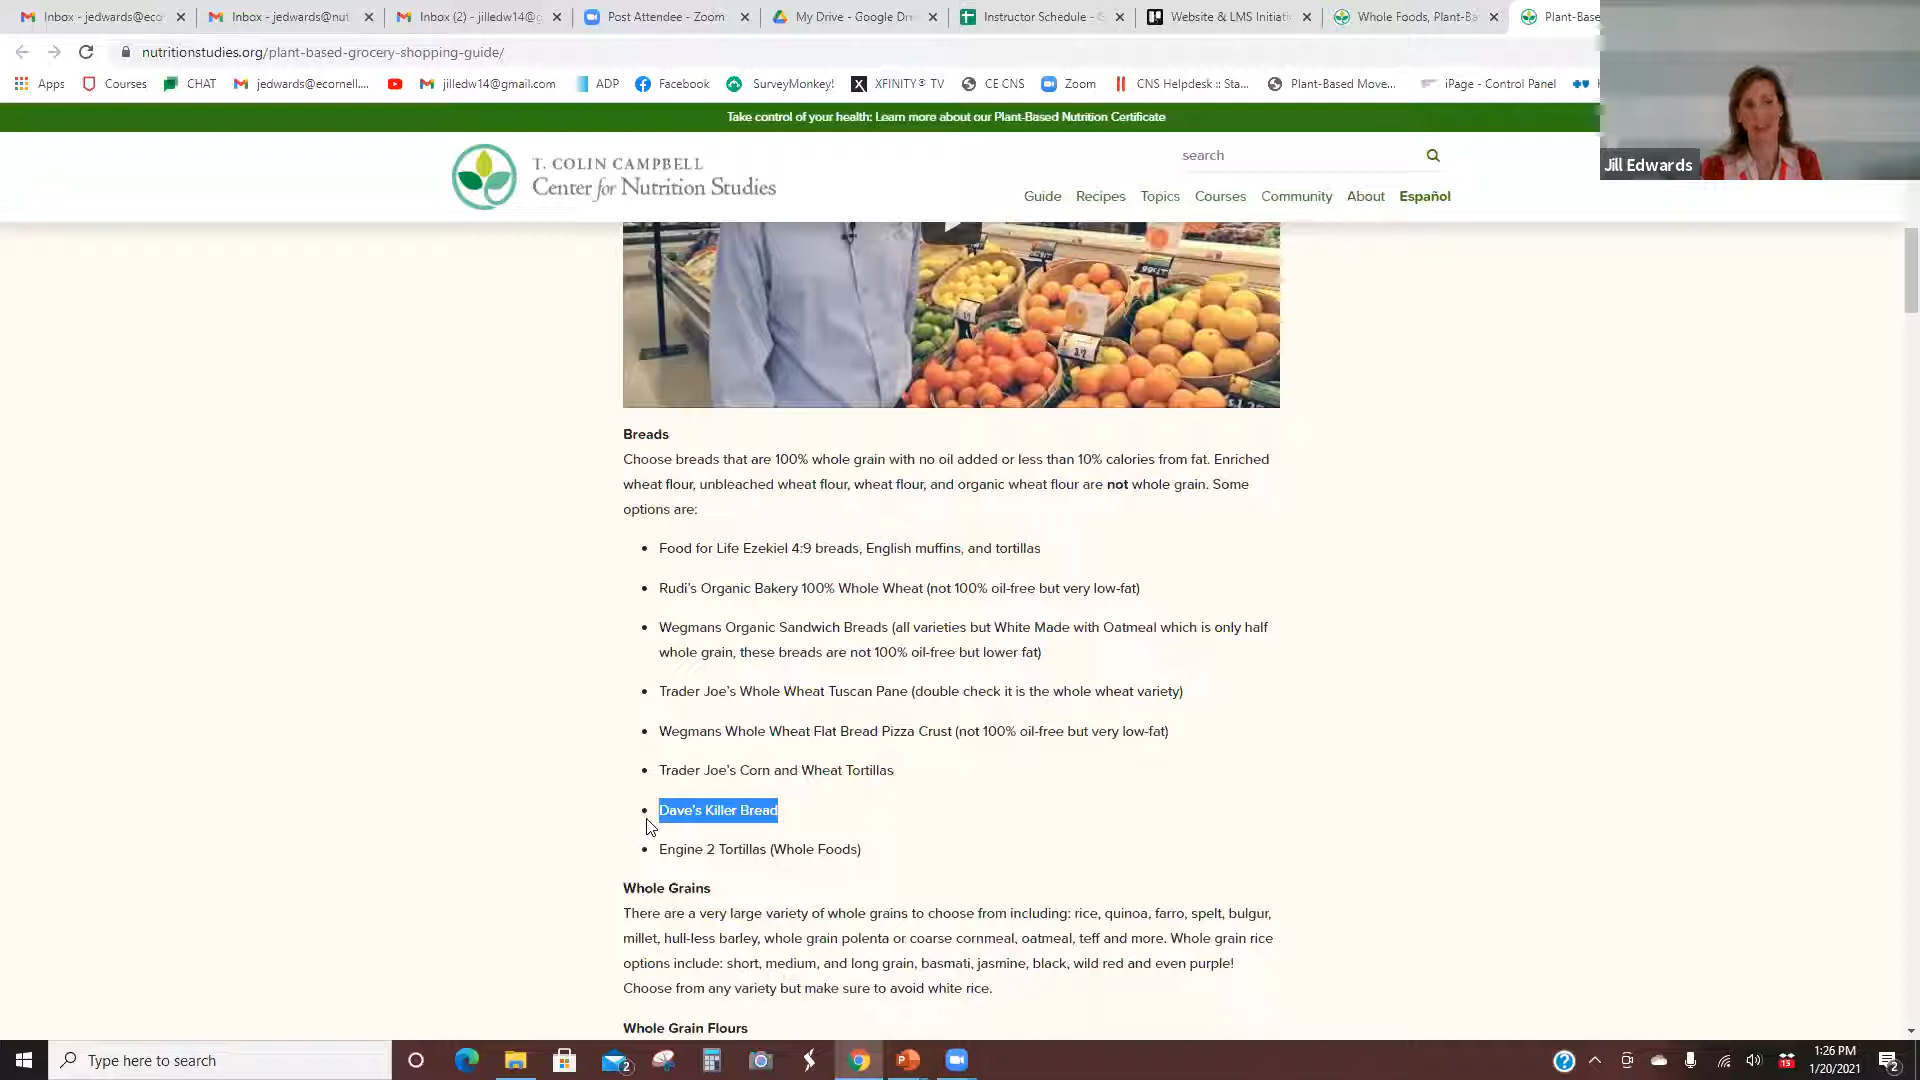 Inbox - jedwards@eco
Inbox - jedwards@nut
Inbox (2) - jilledw14@g
Post Attendee - Zoom
My Drive - Google Dr
Instructor Schedule - G
Website & LMS Initiati
Whole Foods, Plant-Ba
Plant-Base
nutritionstudies.org/plant-based-grocery-shopping-guide/
Apps
Courses
CHAT
jedwards@ecornell....
jilledw14@gmail.com
ADP
Facebook
SurveyMonkey!
XFINITY® TV
CE CNS
Zoom
CNS Helpdesk :: Sta...
Plant-Based Move...
iPage - Control Panel
Take control of your health: Learn more about our Plant-Based Nutrition Certificate
Jill Edwards
T. COLIN CAMPBELL
Center for Nutrition Studies
search
Guide Recipes Topics Courses Community About Español
Breads
Choose breads that are 100% whole grain with no oil added or less than 10% calories from fat. Enriched
wheat flour, unbleached wheat flour, wheat flour, and organic wheat flour are not whole grain. Some
options are:
• Food for Life Ezekiel 4:9 breads, English muffins, and tortillas
• Rudi's Organic Bakery 100% Whole Wheat (not 100% oil-free but very low-fat)
• Wegmans Organic Sandwich Breads (all varieties but White Made with Oatmeal which is only half
whole grain, these breads are not 100% oil-free but lower fat)
• Trader Joe's Whole Wheat Tuscan Pane (double check it is the whole wheat variety)
• Wegmans Whole Wheat Flat Bread Pizza Crust (not 100% oil-free but very low-fat)
• Trader Joe's Corn and Wheat Tortillas
• Dave's Killer Bread
• Engine 2 Tortillas (Whole Foods)
Whole Grains
There are a very large variety of whole grains to choose from including: rice, quinoa, farro, spelt, bulgur,
millet, hull-less barley, whole grain polenta or coarse cornmeal, oatmeal, teff and more. Whole grain rice
options include: short, medium, and long grain, basmati, jasmine, black, wild red and even purple!
Choose from any variety but make sure to avoid white rice.
Whole Grain Flours
Type here to search
2
15
1:26 PM
1/20/2021
2